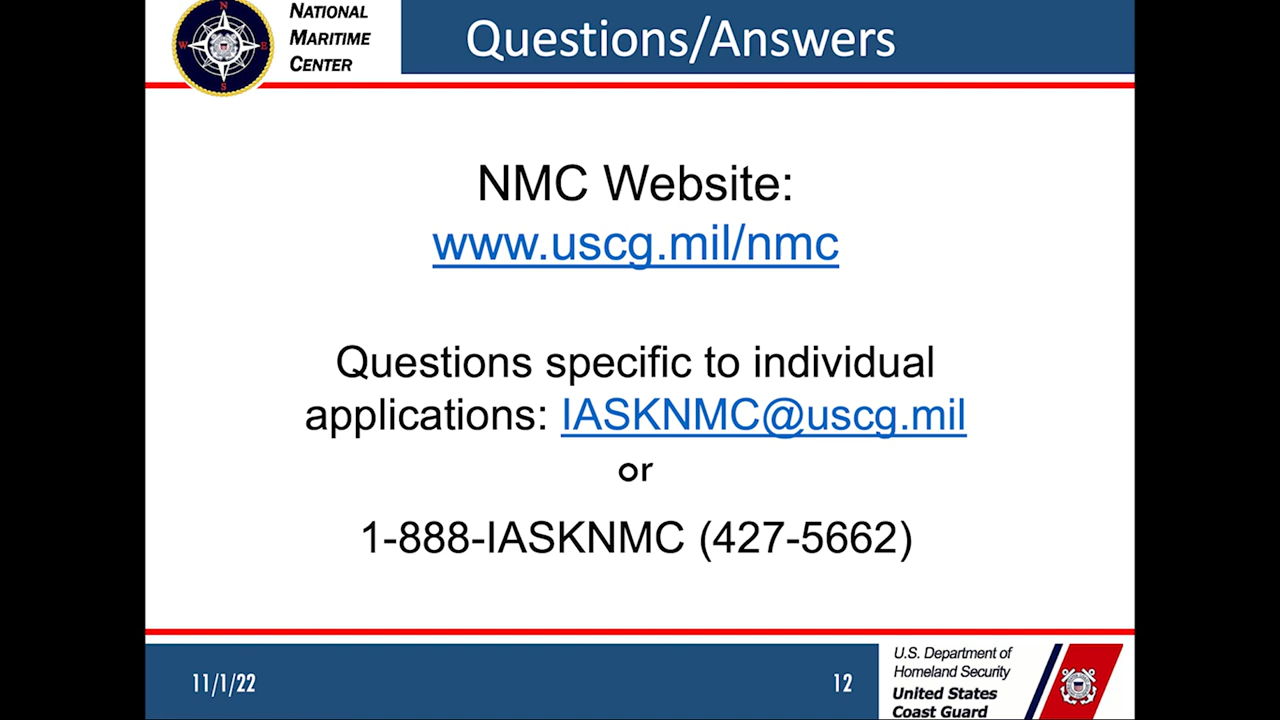 NATIONAL
MARITIME
CENTER
N
W
E
S
Questions/Answers
NMC Website:
www.uscg.mil/nmc
Questions specific to individual
applications: IASKNMC@uscg.mil
or
1-888-IASKNMC (427-5662)
11/1/22
12
U.S. Department of
Homeland Security
United States
Coast Guard